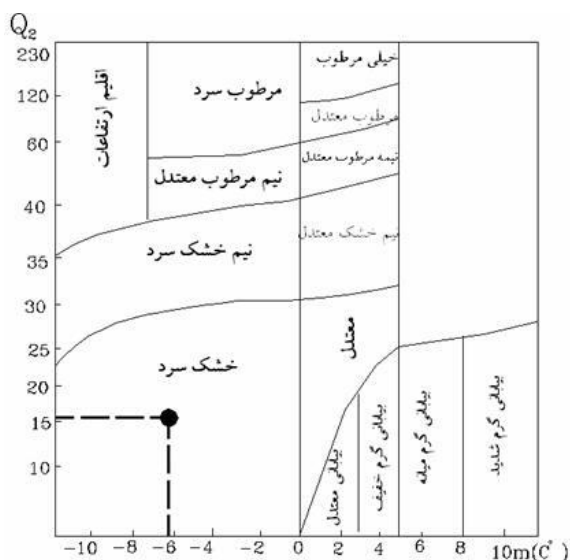 Q₂
230
120
60
40
35
30
25
20
15
10
اقلیم ارتفاعات
مرطوب سرد
نیم مرطوب معتدل
نیم خشک سرد
خشک سرد
خیلی مرطوب
مرطوب معتدل
نیمه مرطوب معتدل
نیم خشک معتدل
معتدل
بیابانی معتدل
بیابانی گرم خفیف
بیابانی گرم میانه
بیابانی گرم شدید
-10 -8 -6 -4 -2 0 2 4 6 8 10m(C°)